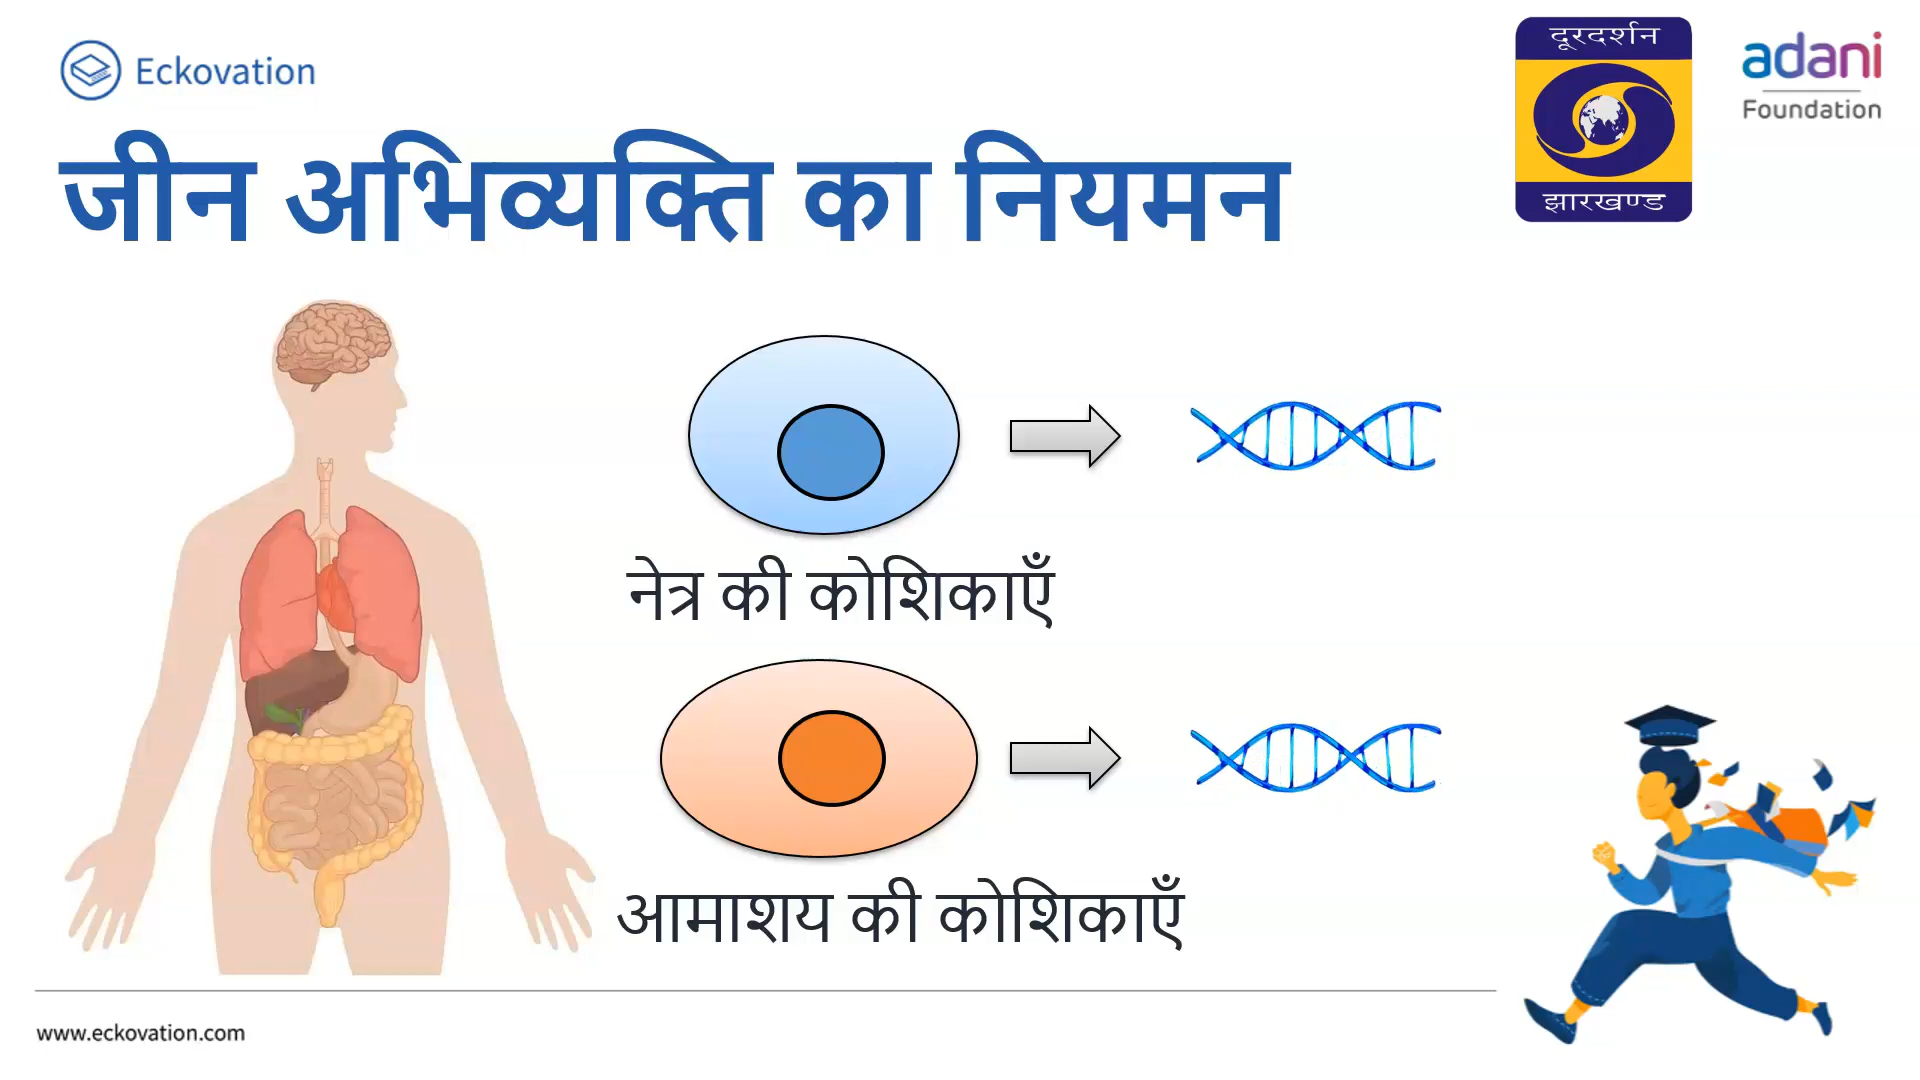 Eckovation
दूरदर्शन
झारखण्ड
adani
Foundation
जीन अभिव्यक्ति का नियमन
नेत्र की कोशिकाएँ
आमाशय की कोशिकाएँ
www.eckovation.com